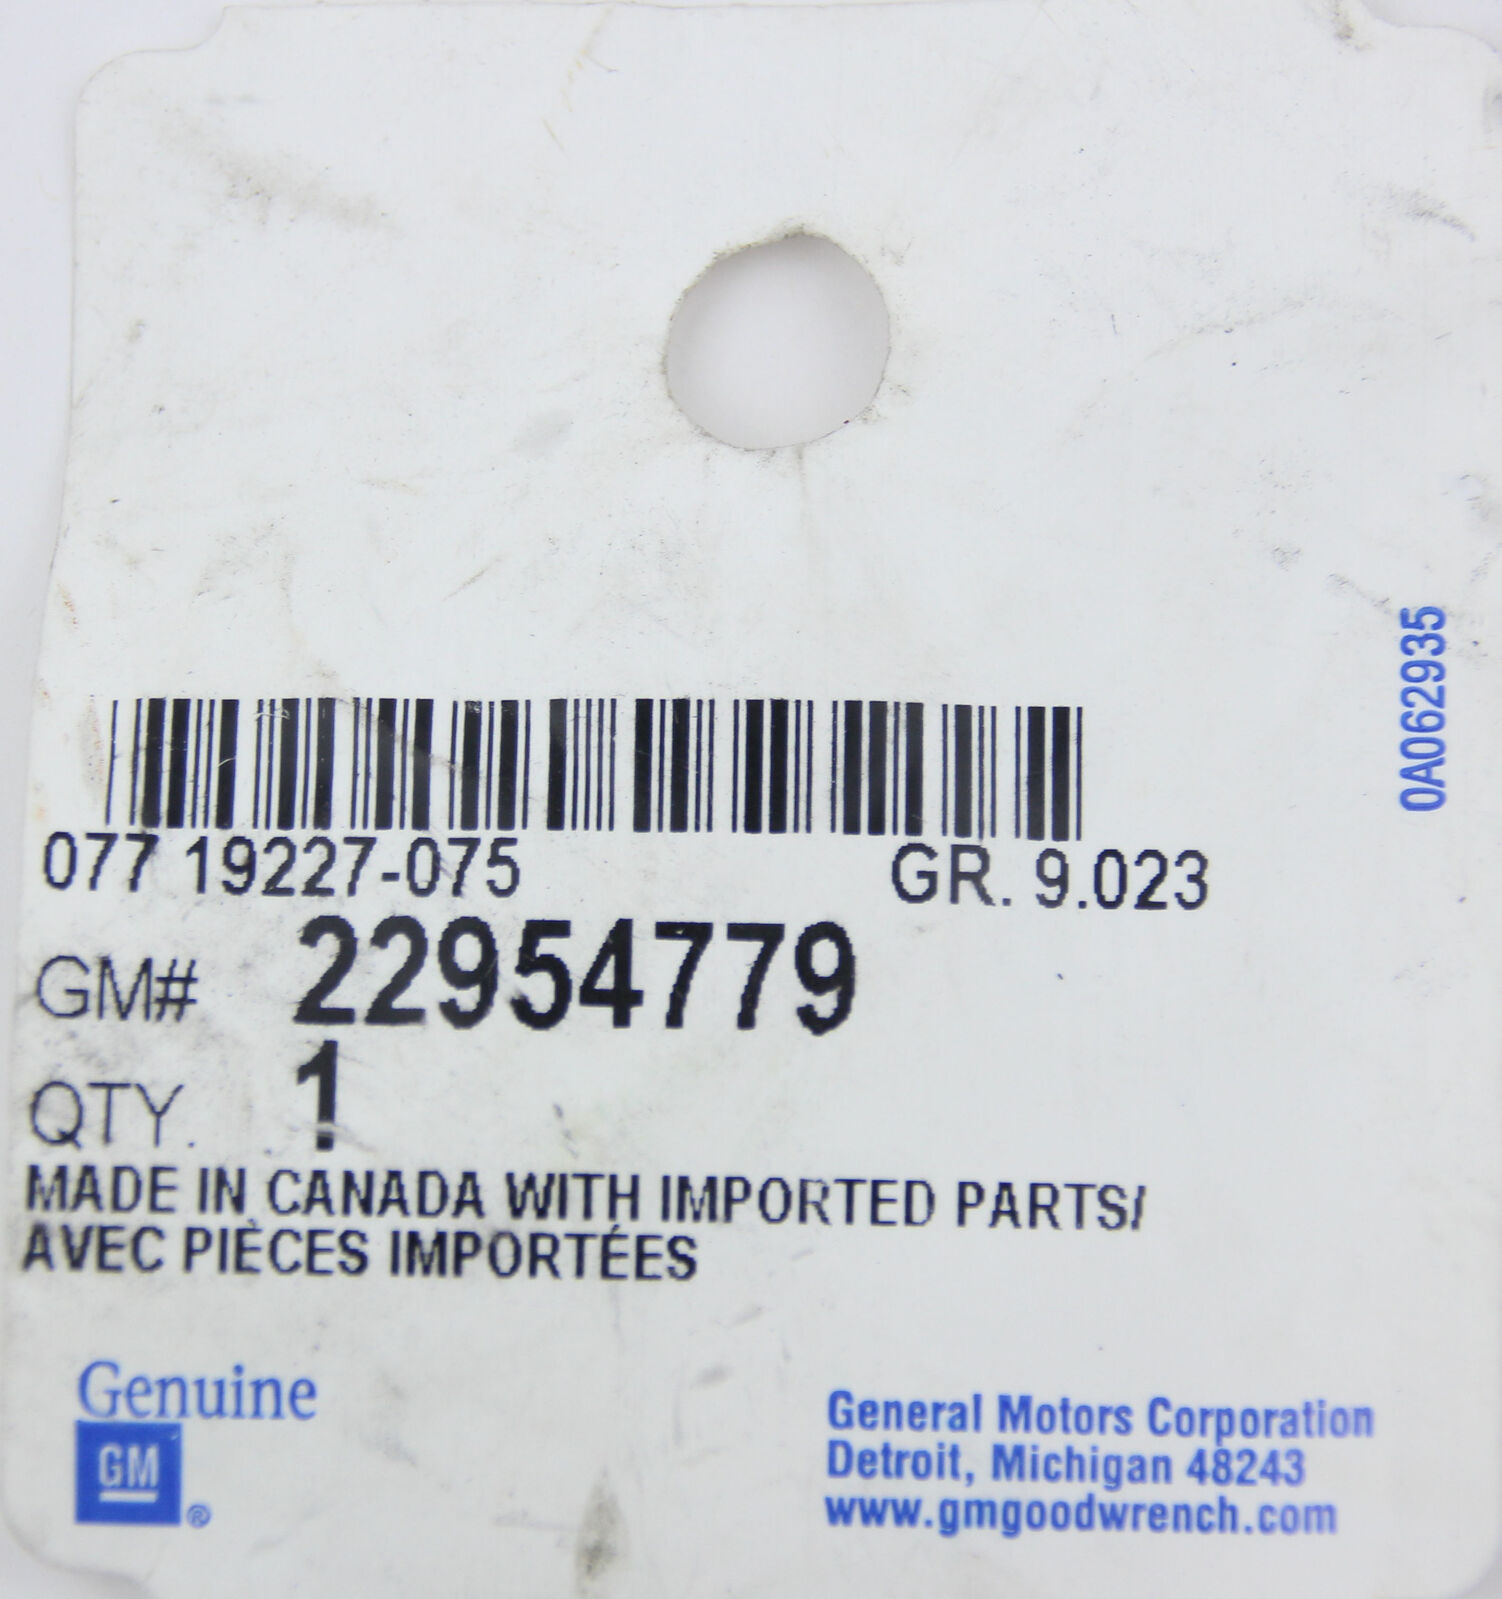 0A062935
077 19227-075 GR. 9.023
GM# 22954779
QTY. 1
MADE IN CANADA WITH IMPORTED PARTS/
AVEC PIÈCES IMPORTÉES
Genuine
GM®
General Motors Corporation
Detroit, Michigan 48243
www.gmgoodwrench.com